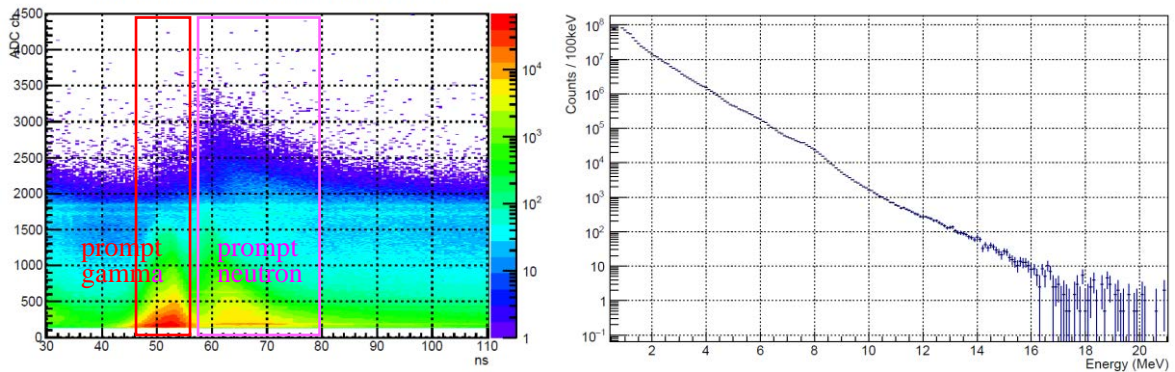 ADC ch.
4500
4000
3500
3000
2500
2000
1500
1000
500
0
30 40 50 60 70 80 90 100 110
ns
prompt
gamma
prompt
neutron
10⁴
10³
10²
10
1
Counts / 100keV
10⁸
10⁷
10⁶
10⁵
10⁴
10³
10²
10
1
10⁻¹
2 4 6 8 10 12 14 16 18 20
Energy (MeV)